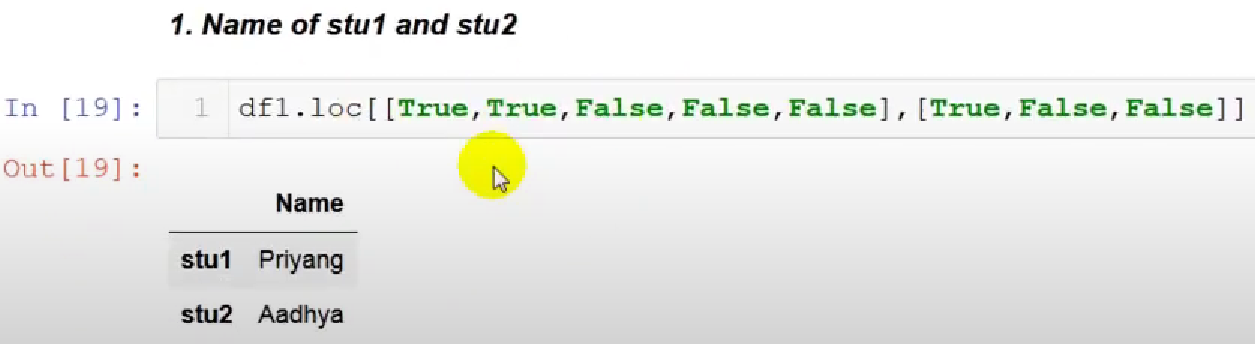 1. Name of stu1 and stu2
In [19]: 1 df1.loc[[True,True,False,False,False],[True,False,False]]
Out[19]:
Name
stu1 Priyang
stu2 Aadhya